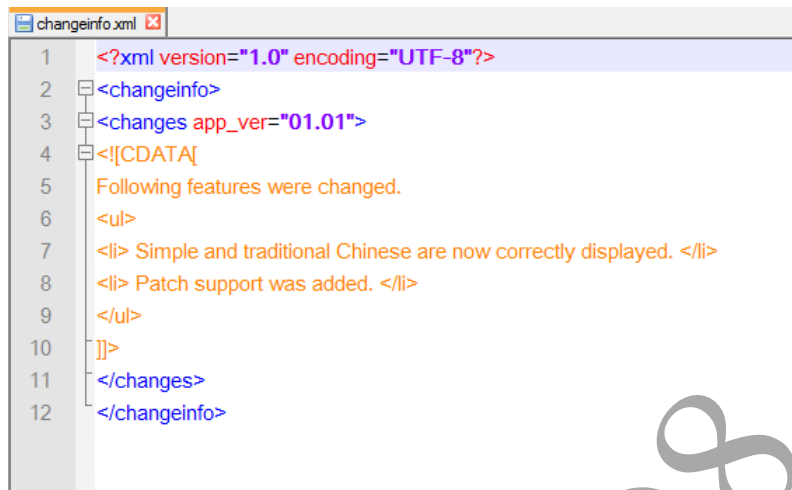 changeinfo.xml
1 <?xml version="1.0" encoding="UTF-8"?>
2 <changeinfo>
3 <changes app_ver="01.01">
4 <![CDATA[
5 Following features were changed.
6 <ul>
7 <li> Simple and traditional Chinese are now correctly displayed. </li>
8 <li> Patch support was added. </li>
9 </ul>
10 ]]>
11 </changes>
12 </changeinfo>